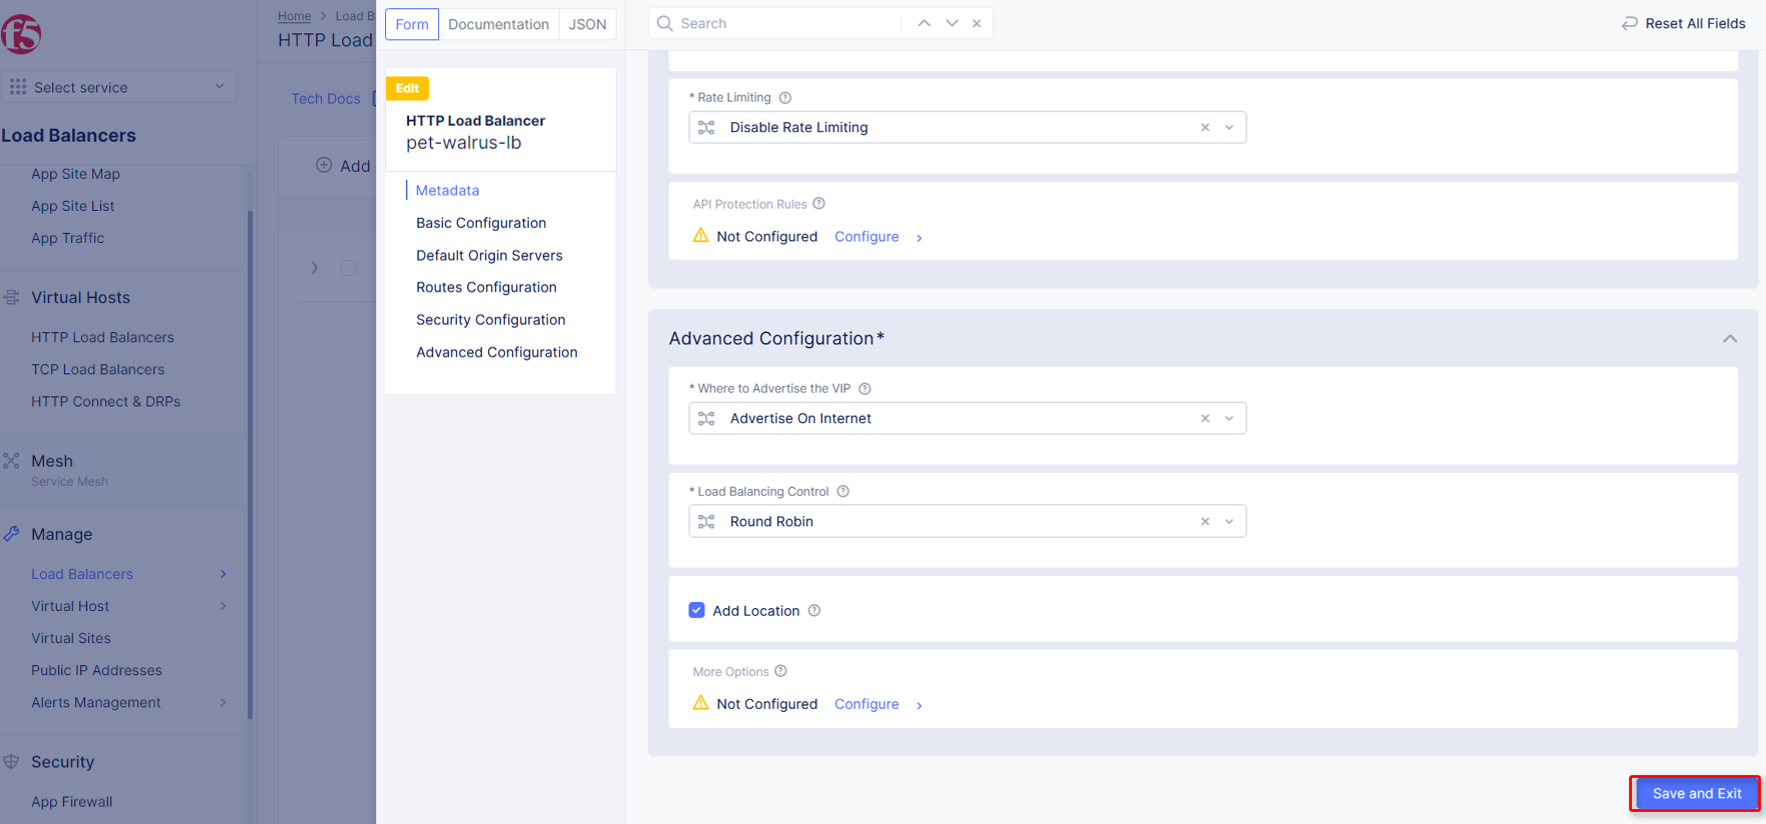 f5
Select service
Load Balancers
App Site Map
App Site List
App Traffic
Virtual Hosts
HTTP Load Balancers
TCP Load Balancers
HTTP Connect & DRPs
Mesh
Service Mesh
Manage
Load Balancers
Virtual Host
Virtual Sites
Public IP Addresses
Alerts Management
Security
App Firewall
Home > Load B
HTTP Load
Tech Docs
Add
Form Documentation JSON
Edit
HTTP Load Balancer
pet-walrus-lb
Metadata
Basic Configuration
Default Origin Servers
Routes Configuration
Security Configuration
Advanced Configuration
Search
Reset All Fields
* Rate Limiting
Disable Rate Limiting
API Protection Rules
Not Configured Configure
Advanced Configuration*
* Where to Advertise the VIP
Advertise On Internet
* Load Balancing Control
Round Robin
Add Location
More Options
Not Configured Configure
Save and Exit